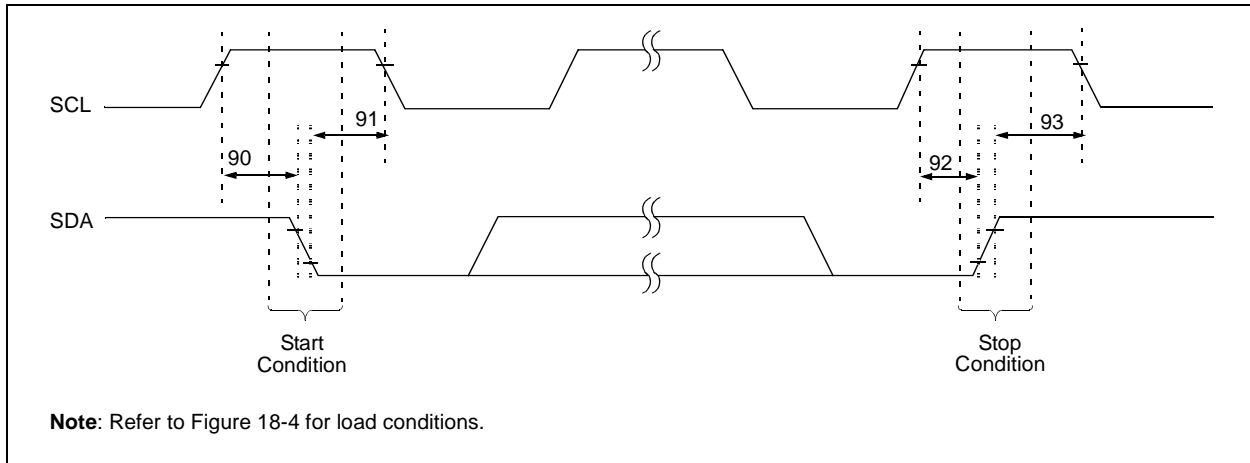 SCL
91
93
90
92
SDA
Start
Condition
Stop
Condition
Note: Refer to Figure 18-4 for load conditions.